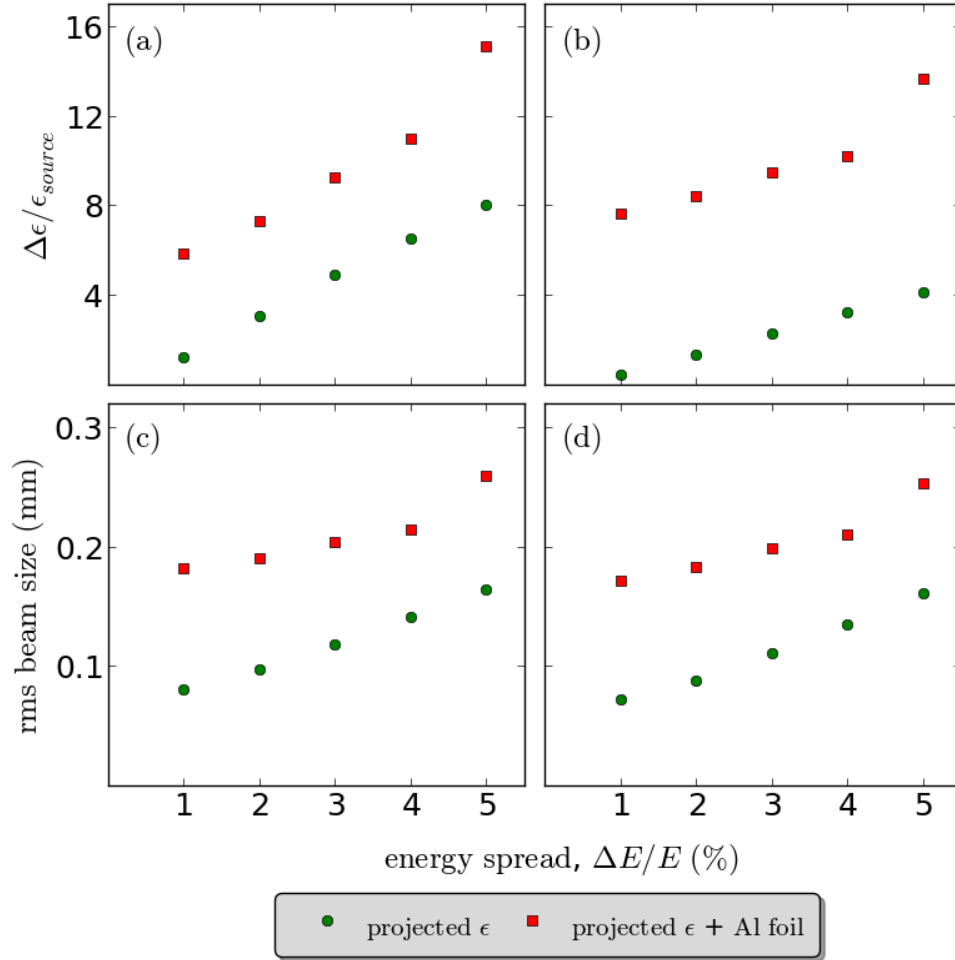 (a)
(b)
16
12
8
4
Δϵ/ϵ_source
(c)
(d)
0.3
0.2
0.1
rms beam size (mm)
1 2 3 4 5
1 2 3 4 5
energy spread, ΔE/E (%)
projected ϵ
projected ϵ + Al foil